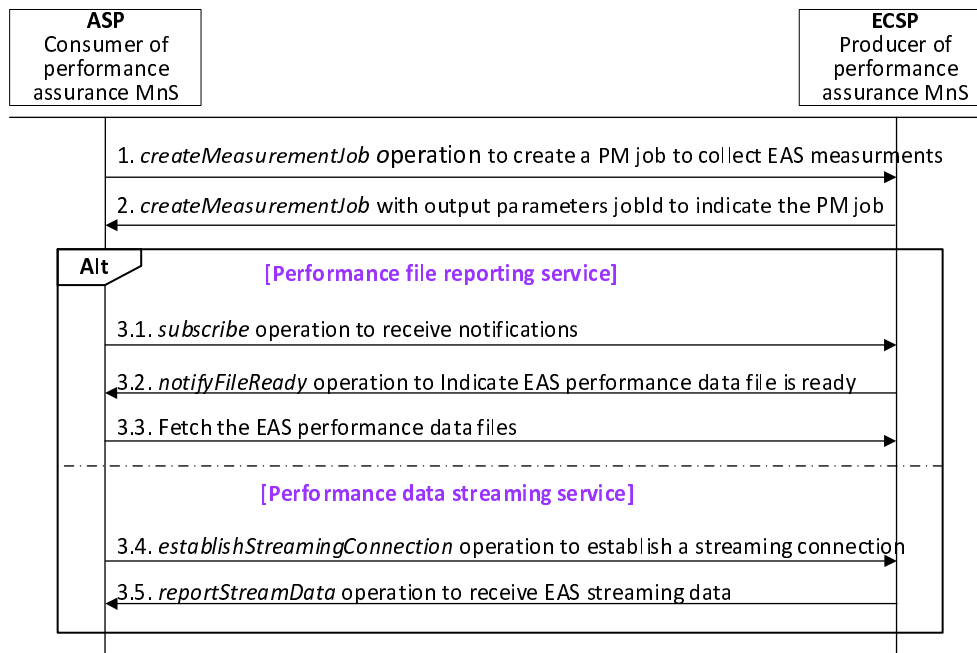 ASP
Consumer of
performance
assurance MnS
ECSP
Producer of
performance
assurance MnS
1. createMeasurementJob operation to create a PM job to collect EAS measurments
2. createMeasurementJob with output parameters jobId to indicate the PM job
Alt
[Performance file reporting service]
3.1. subscribe operation to receive notifications
3.2. notifyFileReady operation to Indicate EAS performance data file is ready
3.3. Fetch the EAS performance data files
[Performance data streaming service]
3.4. establishStreamingConnection operation to establish a streaming connection
3.5. reportStreamData operation to receive EAS streaming data